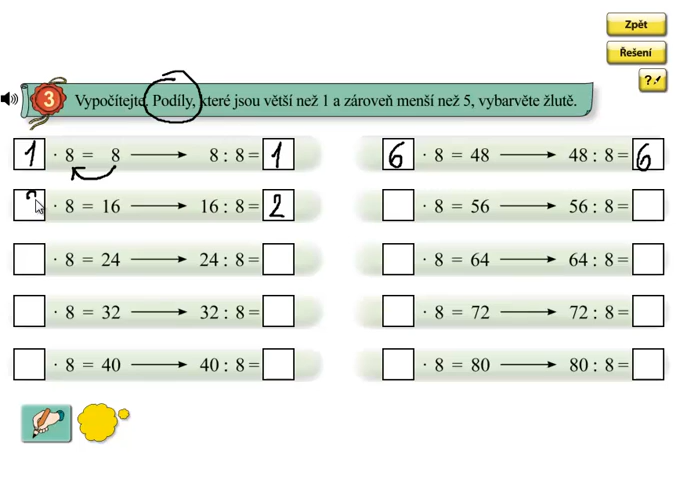 Zpět
Řešení
?
3 Vypočítejte. Podíly, které jsou větší než 1 a zároveň menší než 5, vybarvěte žlutě.
1 · 8 = 8 → 8 : 8 = 1
· 8 = 16 → 16 : 8 = 2
· 8 = 24 → 24 : 8 =
· 8 = 32 → 32 : 8 =
· 8 = 40 → 40 : 8 =
6 · 8 = 48 → 48 : 8 = 6
· 8 = 56 → 56 : 8 =
· 8 = 64 → 64 : 8 =
· 8 = 72 → 72 : 8 =
· 8 = 80 → 80 : 8 =